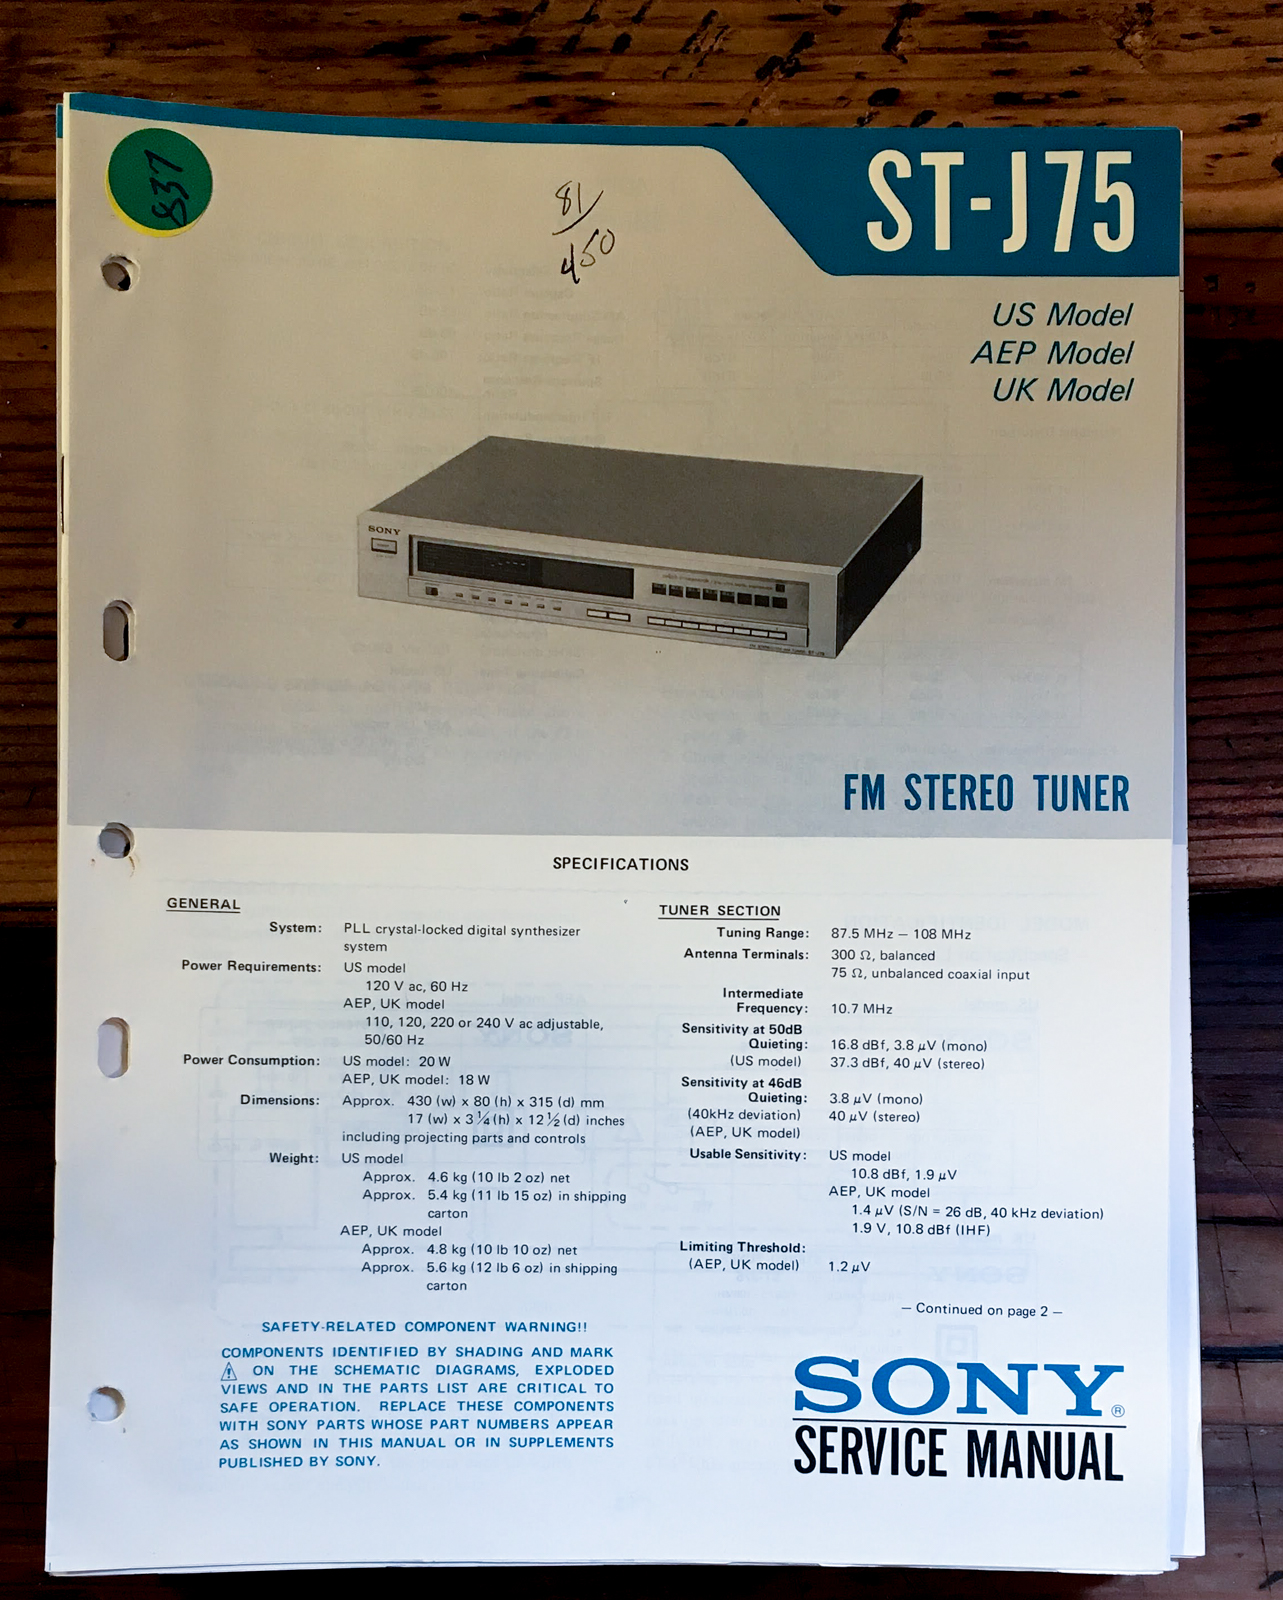 837
81/
450
ST-J75
US Model
AEP Model
UK Model
SONY
FM STEREO TUNER
SPECIFICATIONS
GENERAL
System: PLL crystal-locked digital synthesizer
system
Power Requirements: US model
120 V ac, 60 Hz
AEP, UK model
110, 120, 220 or 240 V ac adjustable,
50/60 Hz
Power Consumption: US model: 20 W
AEP, UK model: 18 W
Dimensions: Approx. 430 (w) x 80 (h) x 315 (d) mm
17 (w) x 3 1/4 (h) x 12 1/2 (d) inches
including projecting parts and controls
Weight: US model
Approx. 4.6 kg (10 lb 2 oz) net
Approx. 5.4 kg (11 lb 15 oz) in shipping
carton
AEP, UK model
Approx. 4.8 kg (10 lb 10 oz) net
Approx. 5.6 kg (12 lb 6 oz) in shipping
carton
TUNER SECTION
Tuning Range: 87.5 MHz — 108 MHz
Antenna Terminals: 300 Ω, balanced
75 Ω, unbalanced coaxial input
Intermediate
Frequency: 10.7 MHz
Sensitivity at 50dB
Quieting: 16.8 dBf, 3.8 μV (mono)
(US model) 37.3 dBf, 40 μV (stereo)
Sensitivity at 46dB
Quieting: 3.8 μV (mono)
(40kHz deviation) 40 μV (stereo)
(AEP, UK model)
Usable Sensitivity: US model
10.8 dBf, 1.9 μV
AEP, UK model
1.4 μV (S/N = 26 dB, 40 kHz deviation)
1.9 V, 10.8 dBf (IHF)
Limiting Threshold:
(AEP, UK model) 1.2 μV
— Continued on page 2 —
SAFETY-RELATED COMPONENT WARNING!!
COMPONENTS IDENTIFIED BY SHADING AND MARK
⚠ ON THE SCHEMATIC DIAGRAMS, EXPLODED
VIEWS AND IN THE PARTS LIST ARE CRITICAL TO
SAFE OPERATION. REPLACE THESE COMPONENTS
WITH SONY PARTS WHOSE PART NUMBERS APPEAR
AS SHOWN IN THIS MANUAL OR IN SUPPLEMENTS
PUBLISHED BY SONY.
SONY®
SERVICE MANUAL